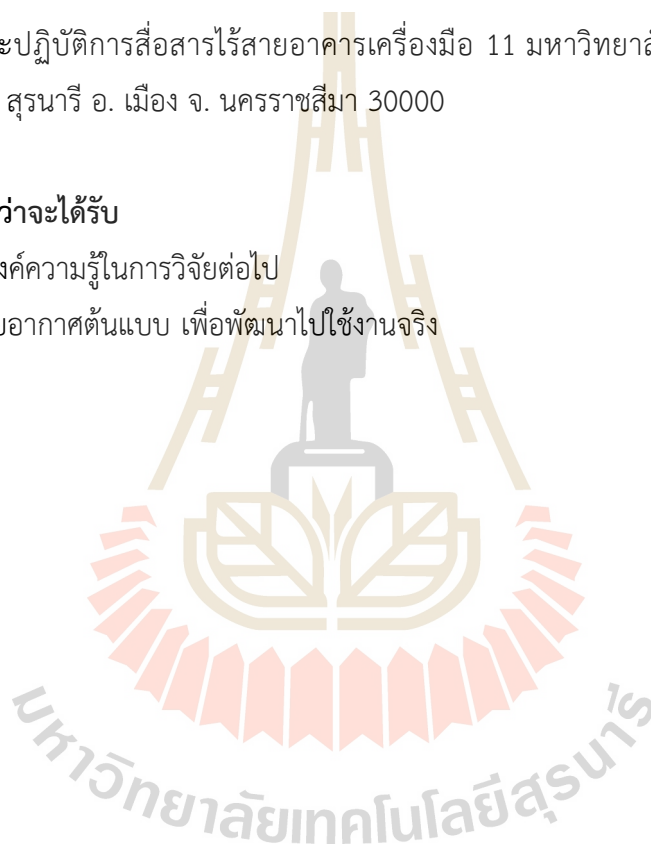 ะปฏิบัติการสื่อสารไร้สายอาคารเครื่องมือ 11 มหาวิทยาลั
สุรนารี อ. เมือง จ. นครราชสีมา 30000
ว่าจะได้รับ
งค์ความรู้ในการวิจัยต่อไป
ยอากาศต้นแบบ เพื่อพัฒนาไปใช้งานจริง
มหาวิทยาลัยเทคโนโลยีสุรนารี